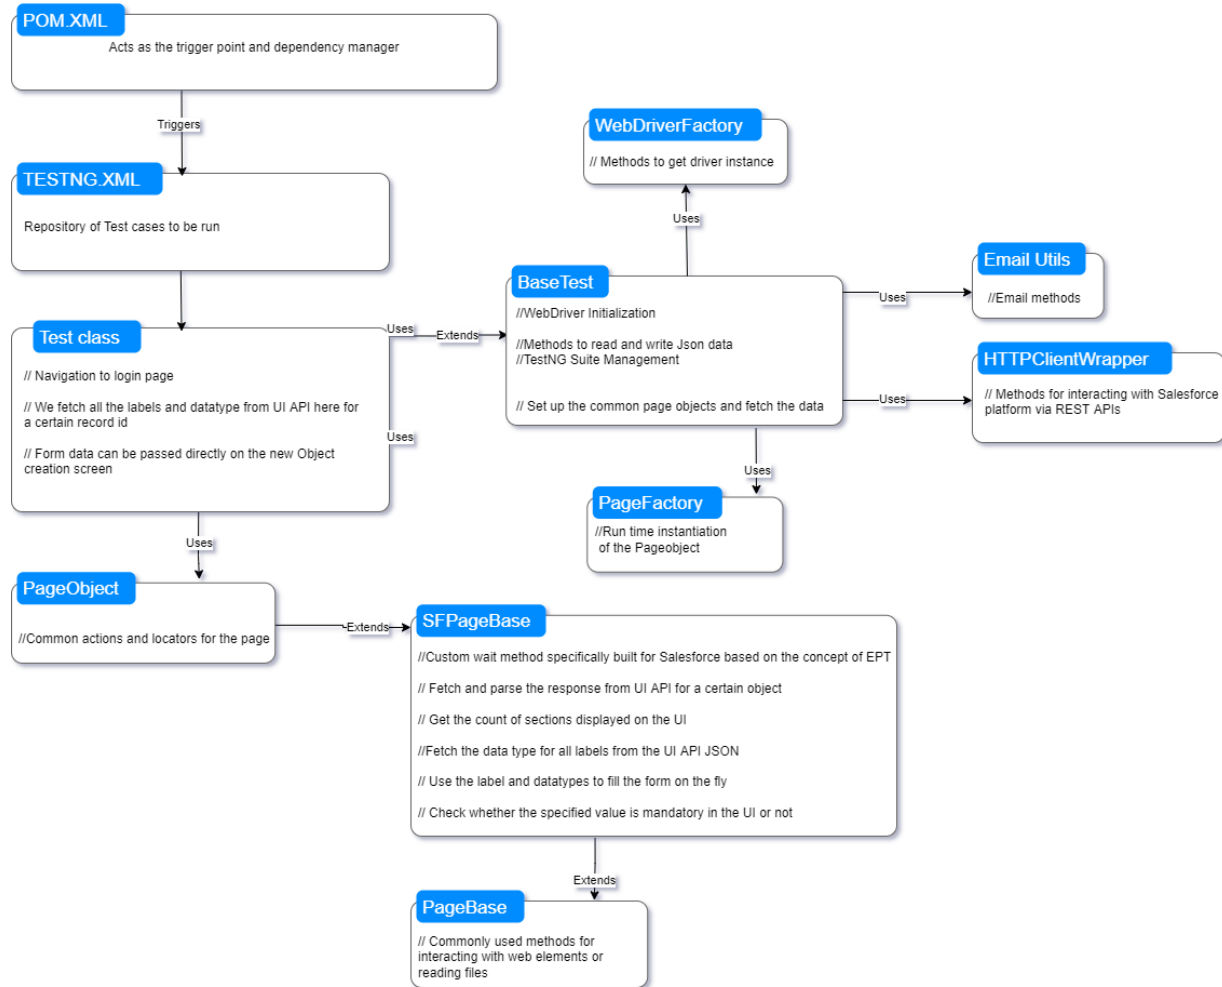 POM.XML
Acts as the trigger point and dependency manager
Triggers
TESTNG.XML
Repository of Test cases to be run
Test class
// Navigation to login page
// We fetch all the labels and datatype from UI API here for
a certain record id
// Form data can be passed directly on the new Object
creation screen
Uses
Extends
Uses
WebDriverFactory
// Methods to get driver instance
Uses
BaseTest
//WebDriver Initialization
//Methods to read and write Json data
//TestNG Suite Management
// Set up the common page objects and fetch the data
Uses
Email Utils
//Email methods
Uses
HTTPClientWrapper
// Methods for interacting with Salesforce
platform via REST APIs
Uses
PageFactory
//Run time instantiation
of the Pageobject
Uses
PageObject
//Common actions and locators for the page
Extends
SFPageBase
//Custom wait method specifically built for Salesforce based on the concept of EPT
// Fetch and parse the response from UI API for a certain object
// Get the count of sections displayed on the UI
//Fetch the data type for all labels from the UI API JSON
// Use the label and datatypes to fill the form on the fly
// Check whether the specified value is mandatory in the UI or not
Extends
PageBase
// Commonly used methods for
interacting with web elements or
reading files